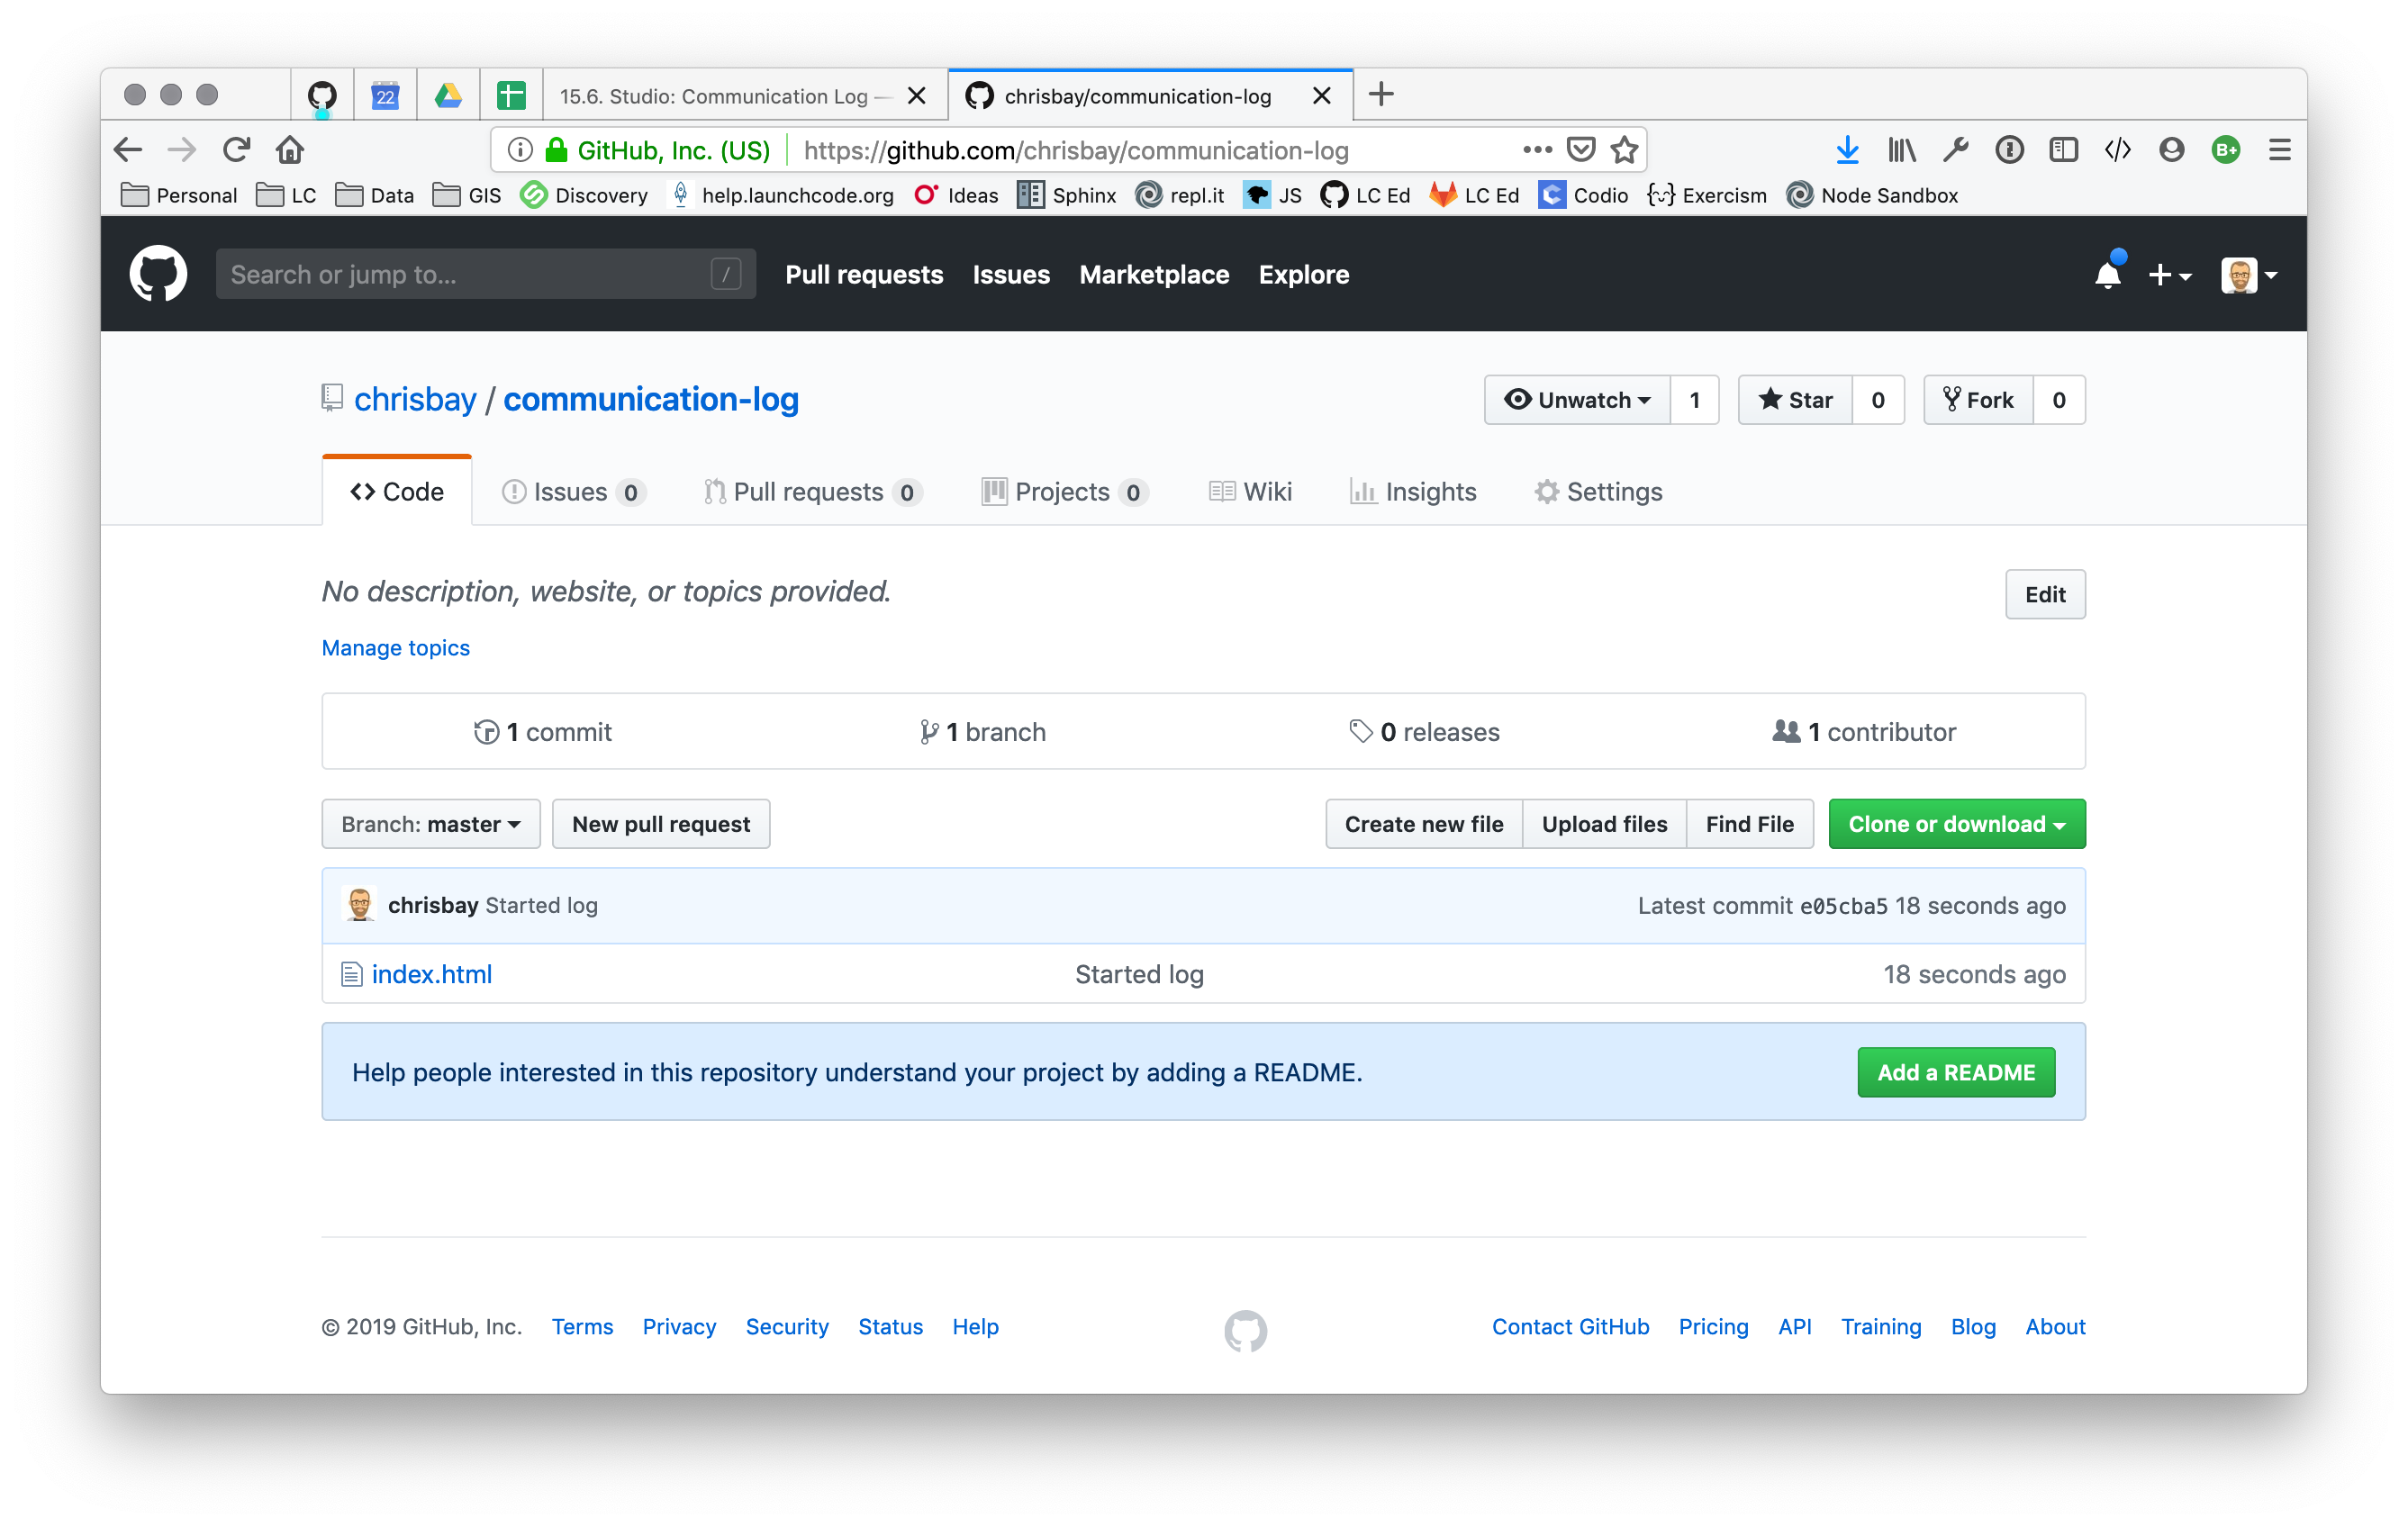 22 15.6. Studio: Communication Log — chrisbay/communication-log
GitHub, Inc. (US) https://github.com/chrisbay/communication-log B+
Personal LC Data GIS Discovery help.launchcode.org Ideas Sphinx repl.it JS LC Ed LC Ed Codio Exercism Node Sandbox
Search or jump to... / Pull requests Issues Marketplace Explore
chrisbay / communication-log Unwatch 1 Star 0 Fork 0
Code Issues 0 Pull requests 0 Projects 0 Wiki Insights Settings
No description, website, or topics provided. Edit
Manage topics
1 commit 1 branch 0 releases 1 contributor
Branch: master New pull request Create new file Upload files Find File Clone or download
chrisbay Started log Latest commit e05cba5 18 seconds ago
index.html Started log 18 seconds ago
Help people interested in this repository understand your project by adding a README. Add a README
© 2019 GitHub, Inc. Terms Privacy Security Status Help Contact GitHub Pricing API Training Blog About